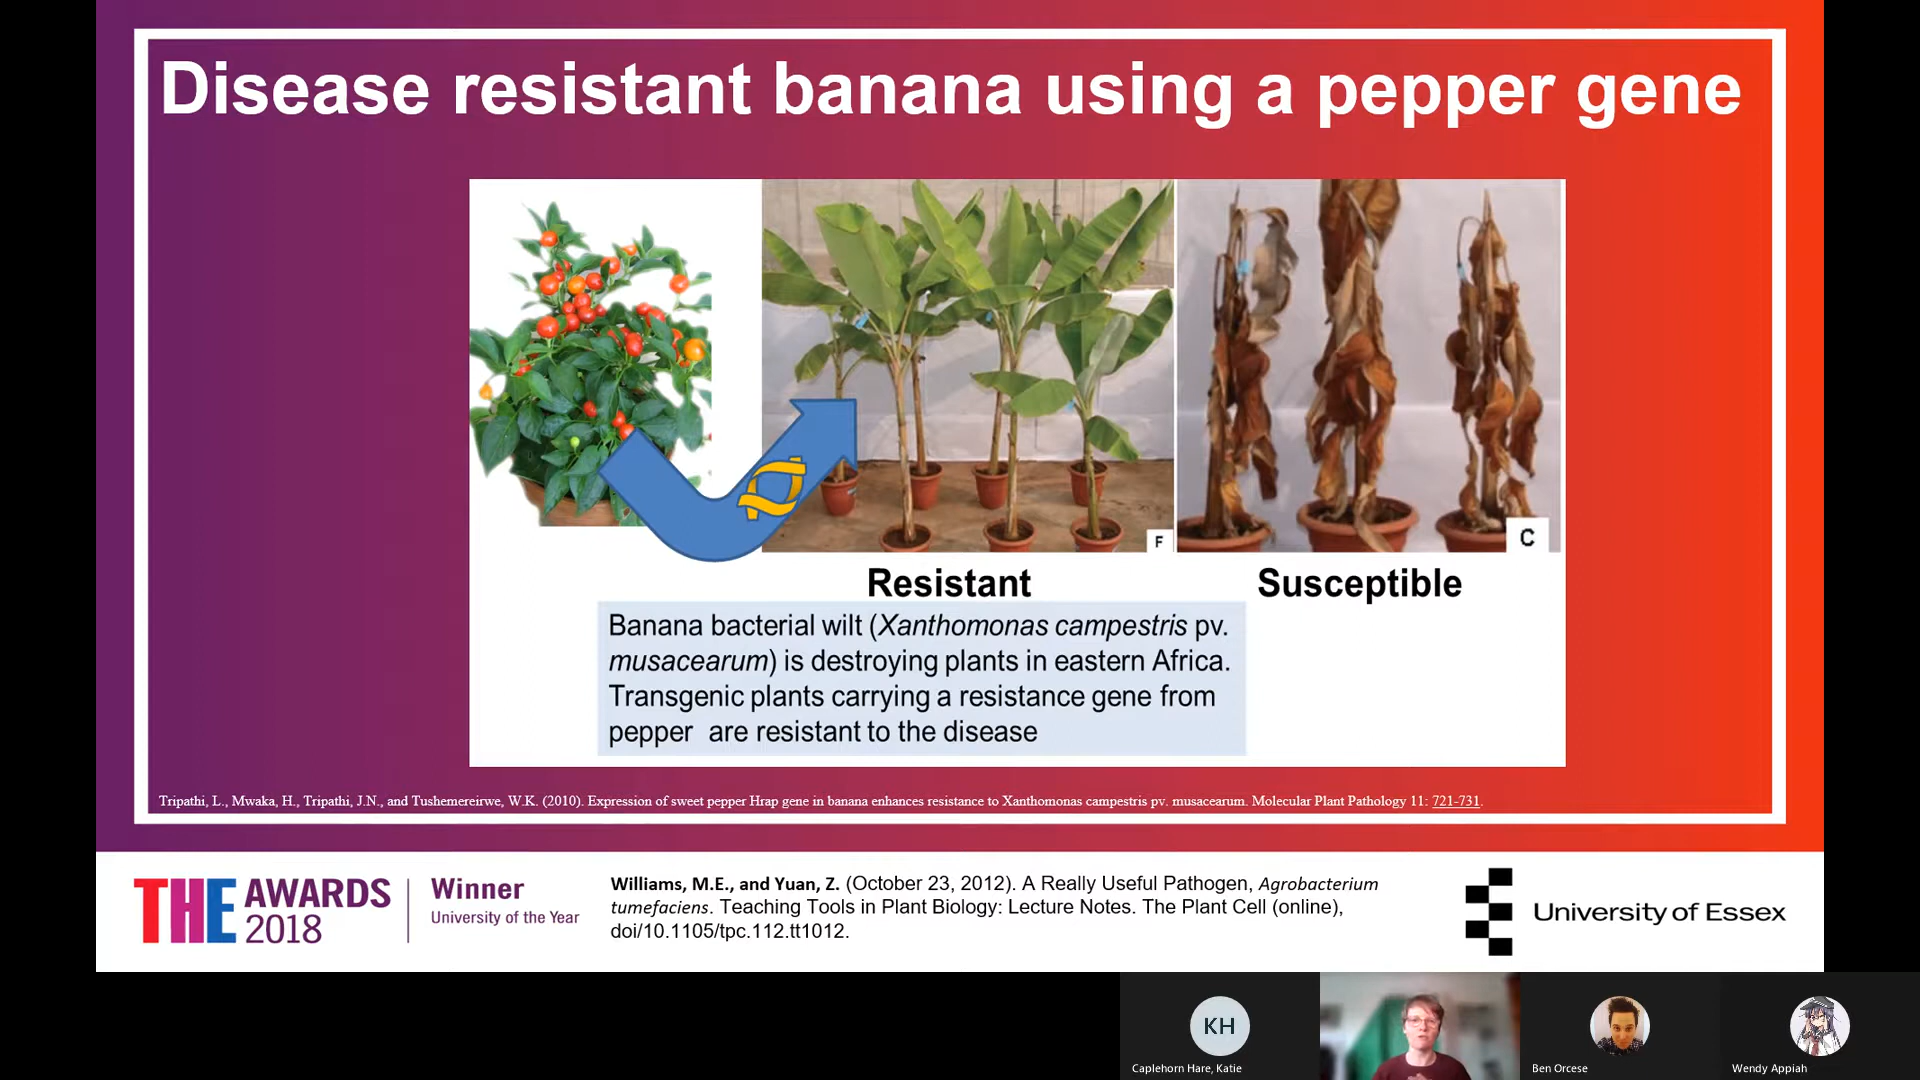 Disease resistant banana using a pepper gene
F
C
Resistant
Susceptible
Banana bacterial wilt (Xanthomonas campestris pv.
musacearum) is destroying plants in eastern Africa.
Transgenic plants carrying a resistance gene from
pepper are resistant to the disease
Tripathi, L., Mwaka, H., Tripathi, J.N., and Tushemereirwe, W.K. (2010). Expression of sweet pepper Hrap gene in banana enhances resistance to Xanthomonas campestris pv. musacearum. Molecular Plant Pathology 11: 721-731.
THE AWARDS
2018
Winner
University of the Year
Williams, M.E., and Yuan, Z. (October 23, 2012). A Really Useful Pathogen, Agrobacterium
tumefaciens. Teaching Tools in Plant Biology: Lecture Notes. The Plant Cell (online),
doi/10.1105/tpc.112.tt1012.
University of Essex
KH
Caplehorn Hare, Katie
Ben Orcese
Wendy Appiah